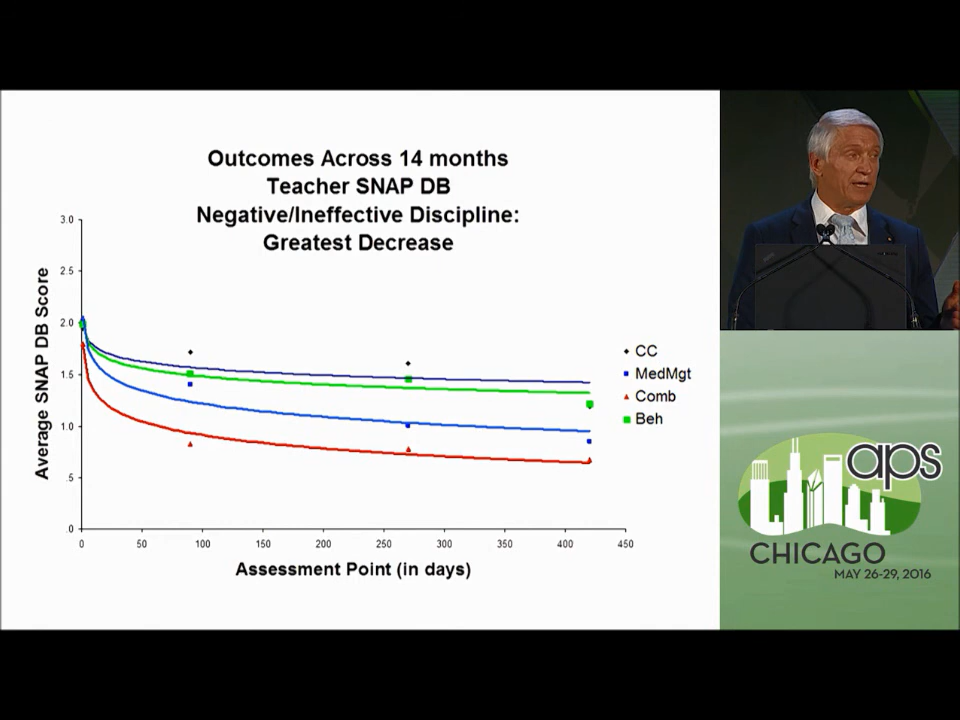 Outcomes Across 14 months
Teacher SNAP DB
Negative/Ineffective Discipline:
Greatest Decrease
Average SNAP DB Score
3.0
2.5
2.0
1.5
1.0
.5
.0
0 50 100 150 200 250 300 350 400 450
Assessment Point (in days)
CC
MedMgt
Comb
Beh
aps
CHICAGO
MAY 26-29, 2016